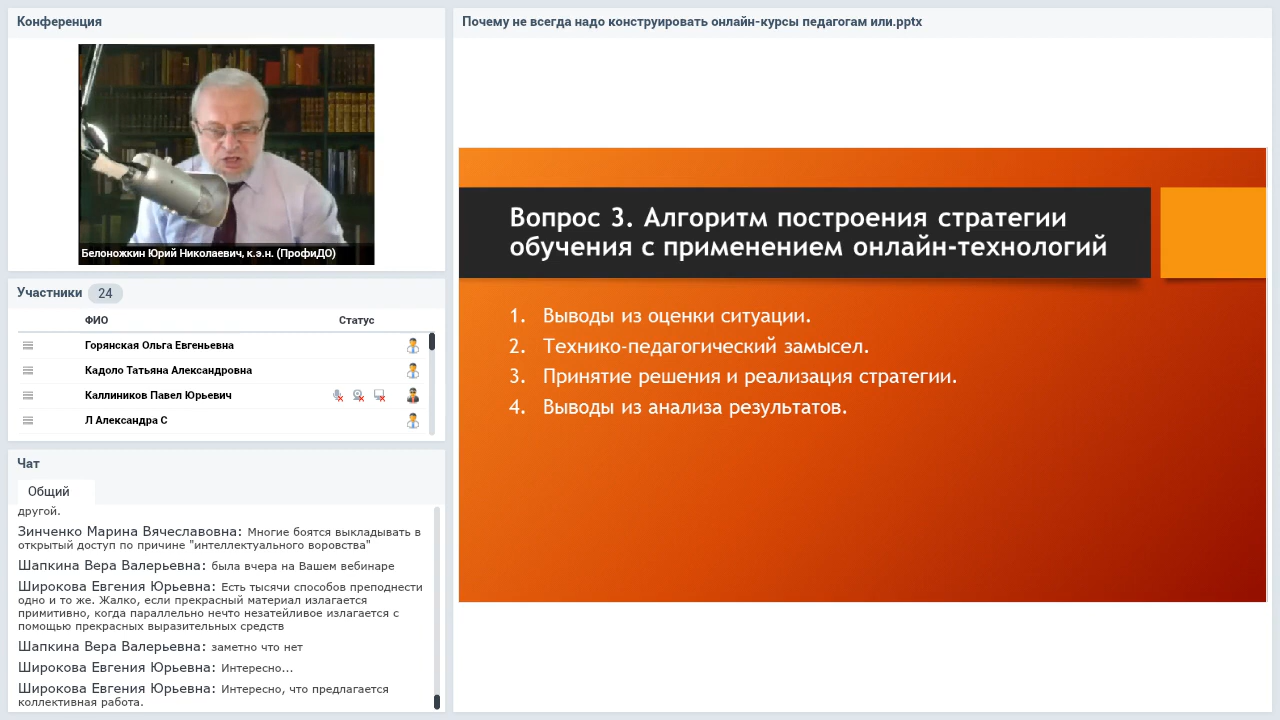 Конференция
Белоножкин Юрий Николаевич, к.э.н. (ПрофиДО)
Участники 24
ФИО Статус
Горянская Ольга Евгеньевна
Кадоло Татьяна Александровна
Каллиников Павел Юрьевич
Л Александра С
Чат
Общий
другой.
Зинченко Марина Вячеславовна: Многие боятся выкладывать в
открытый доступ по причине "интеллектуального воровства"
Шапкина Вера Валерьевна: была вчера на Вашем вебинаре
Широкова Евгения Юрьевна: Есть тысячи способов преподнести
одно и то же. Жалко, если прекрасный материал излагается
примитивно, когда параллельно нечто незатейливое излагается с
помощью прекрасных выразительных средств
Шапкина Вера Валерьевна: заметно что нет
Широкова Евгения Юрьевна: Интересно...
Широкова Евгения Юрьевна: Интересно, что предлагается
коллективная работа.
Почему не всегда надо конструировать онлайн-курсы педагогам или.pptx
Вопрос 3. Алгоритм построения стратегии
обучения с применением онлайн-технологий
1. Выводы из оценки ситуации.
2. Технико-педагогический замысел.
3. Принятие решения и реализация стратегии.
4. Выводы из анализа результатов.